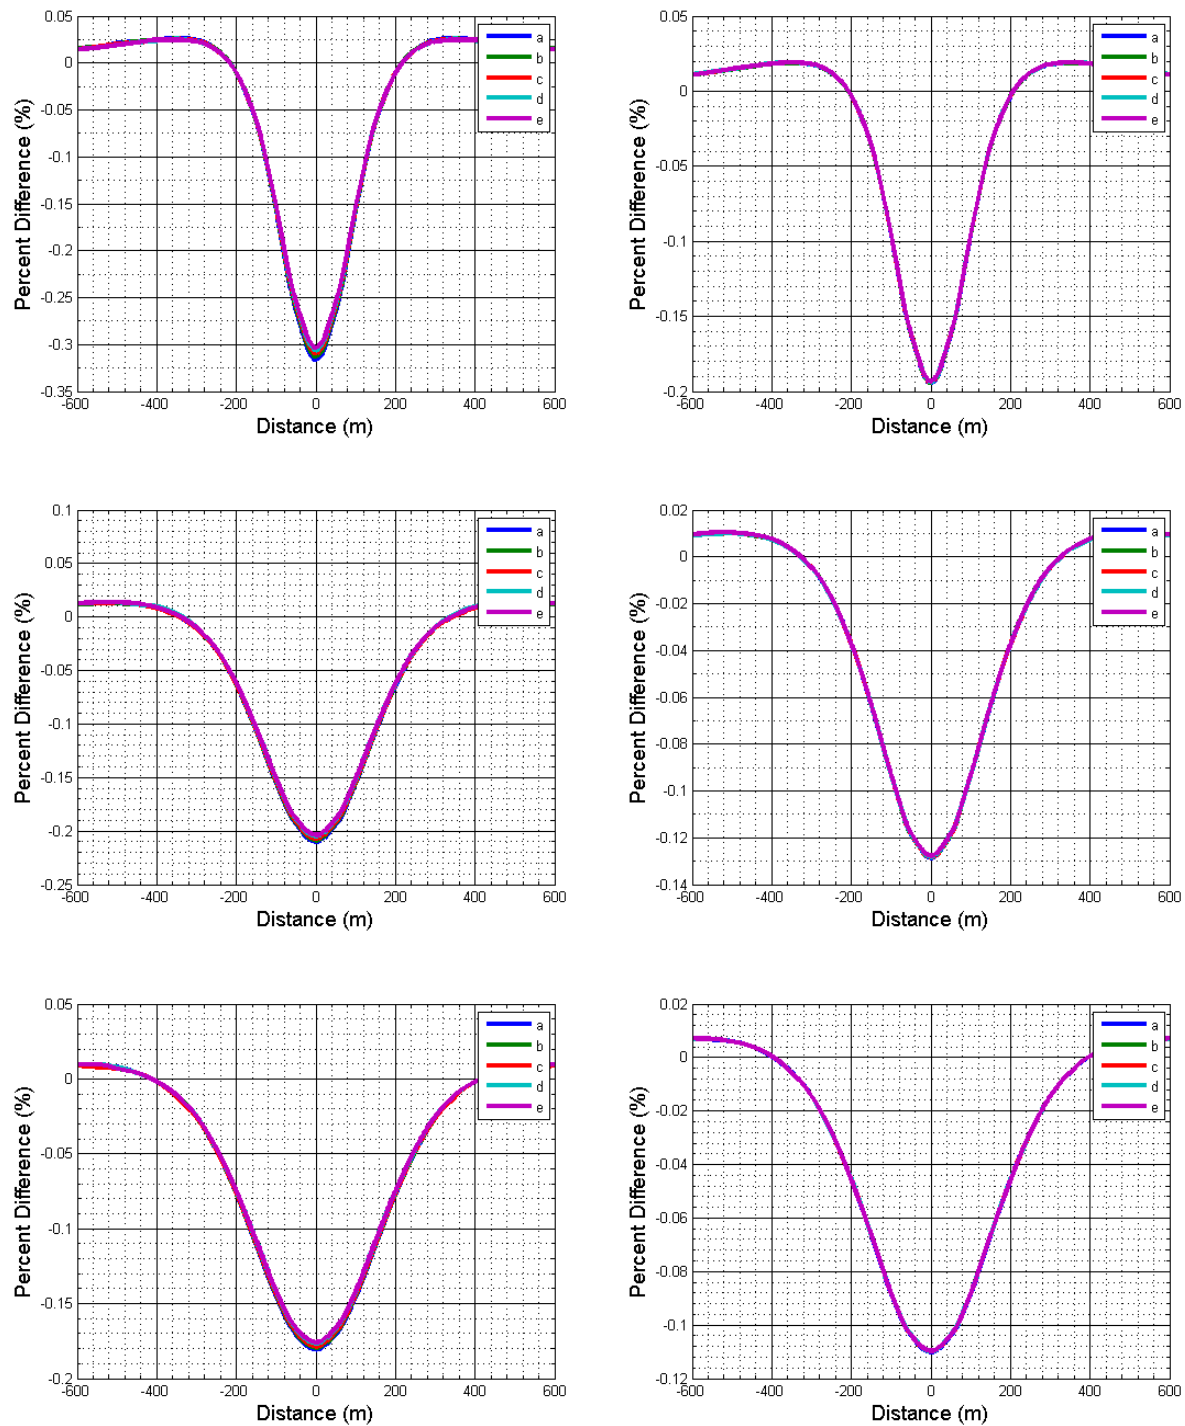 0.05
0
-0.05
-0.1
-0.15
-0.2
-0.25
-0.3
-0.35
Percent Difference (%)
-600 -400 -200 0 200 400 600
Distance (m)
a
b
c
d
e
0.05
0
-0.05
-0.1
-0.15
-0.2
Percent Difference (%)
-600 -400 -200 0 200 400 600
Distance (m)
a
b
c
d
e
0.1
0.05
0
-0.05
-0.1
-0.15
-0.2
-0.25
Percent Difference (%)
-600 -400 -200 0 200 400 600
Distance (m)
a
b
c
d
e
0.02
0
-0.02
-0.04
-0.06
-0.08
-0.1
-0.12
-0.14
Percent Difference (%)
-600 -400 -200 0 200 400 600
Distance (m)
a
b
c
d
e
0.05
0
-0.05
-0.1
-0.15
-0.2
Percent Difference (%)
-600 -400 -200 0 200 400 600
Distance (m)
a
b
c
d
e
0.02
0
-0.02
-0.04
-0.06
-0.08
-0.1
-0.12
Percent Difference (%)
-600 -400 -200 0 200 400 600
Distance (m)
a
b
c
d
e